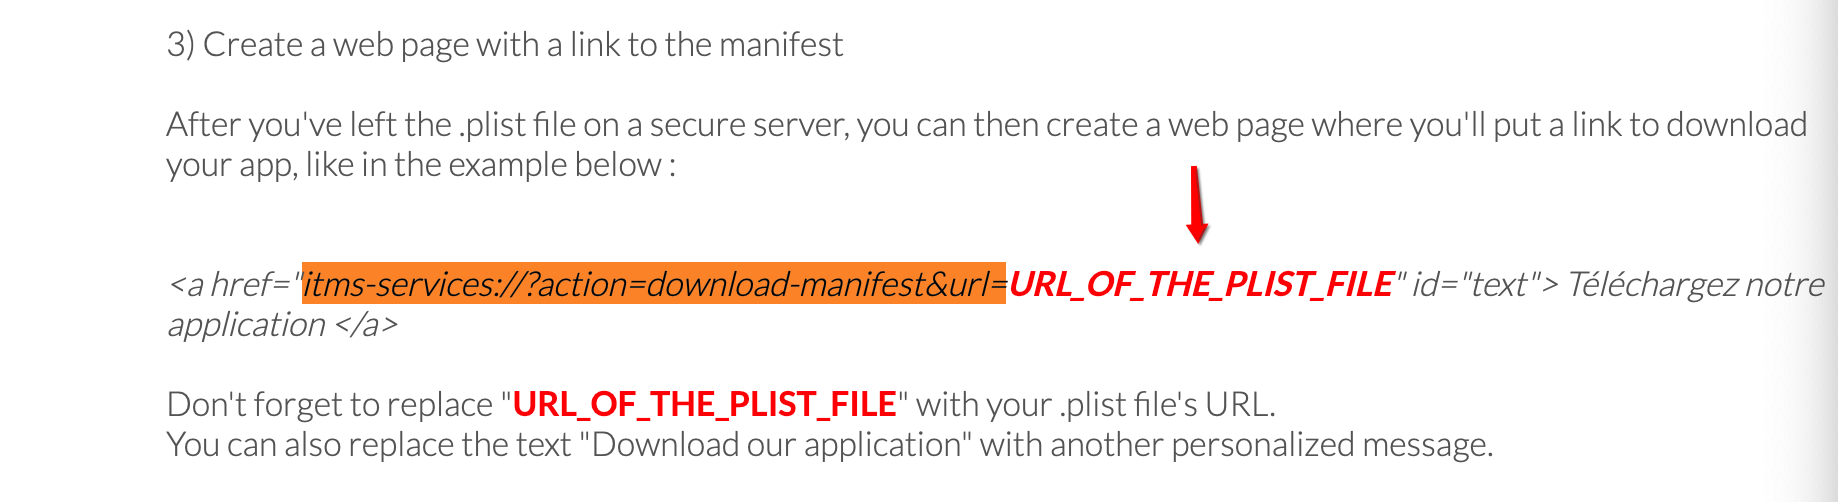 3) Create a web page with a link to the manifest
After you've left the .plist file on a secure server, you can then create a web page where you'll put a link to download
your app, like in the example below :
<a href="itms-services://?action=download-manifest&url=URL_OF_THE_PLIST_FILE" id="text"> Téléchargez notre
application </a>
Don't forget to replace "URL_OF_THE_PLIST_FILE" with your .plist file's URL.
You can also replace the text "Download our application" with another personalized message.